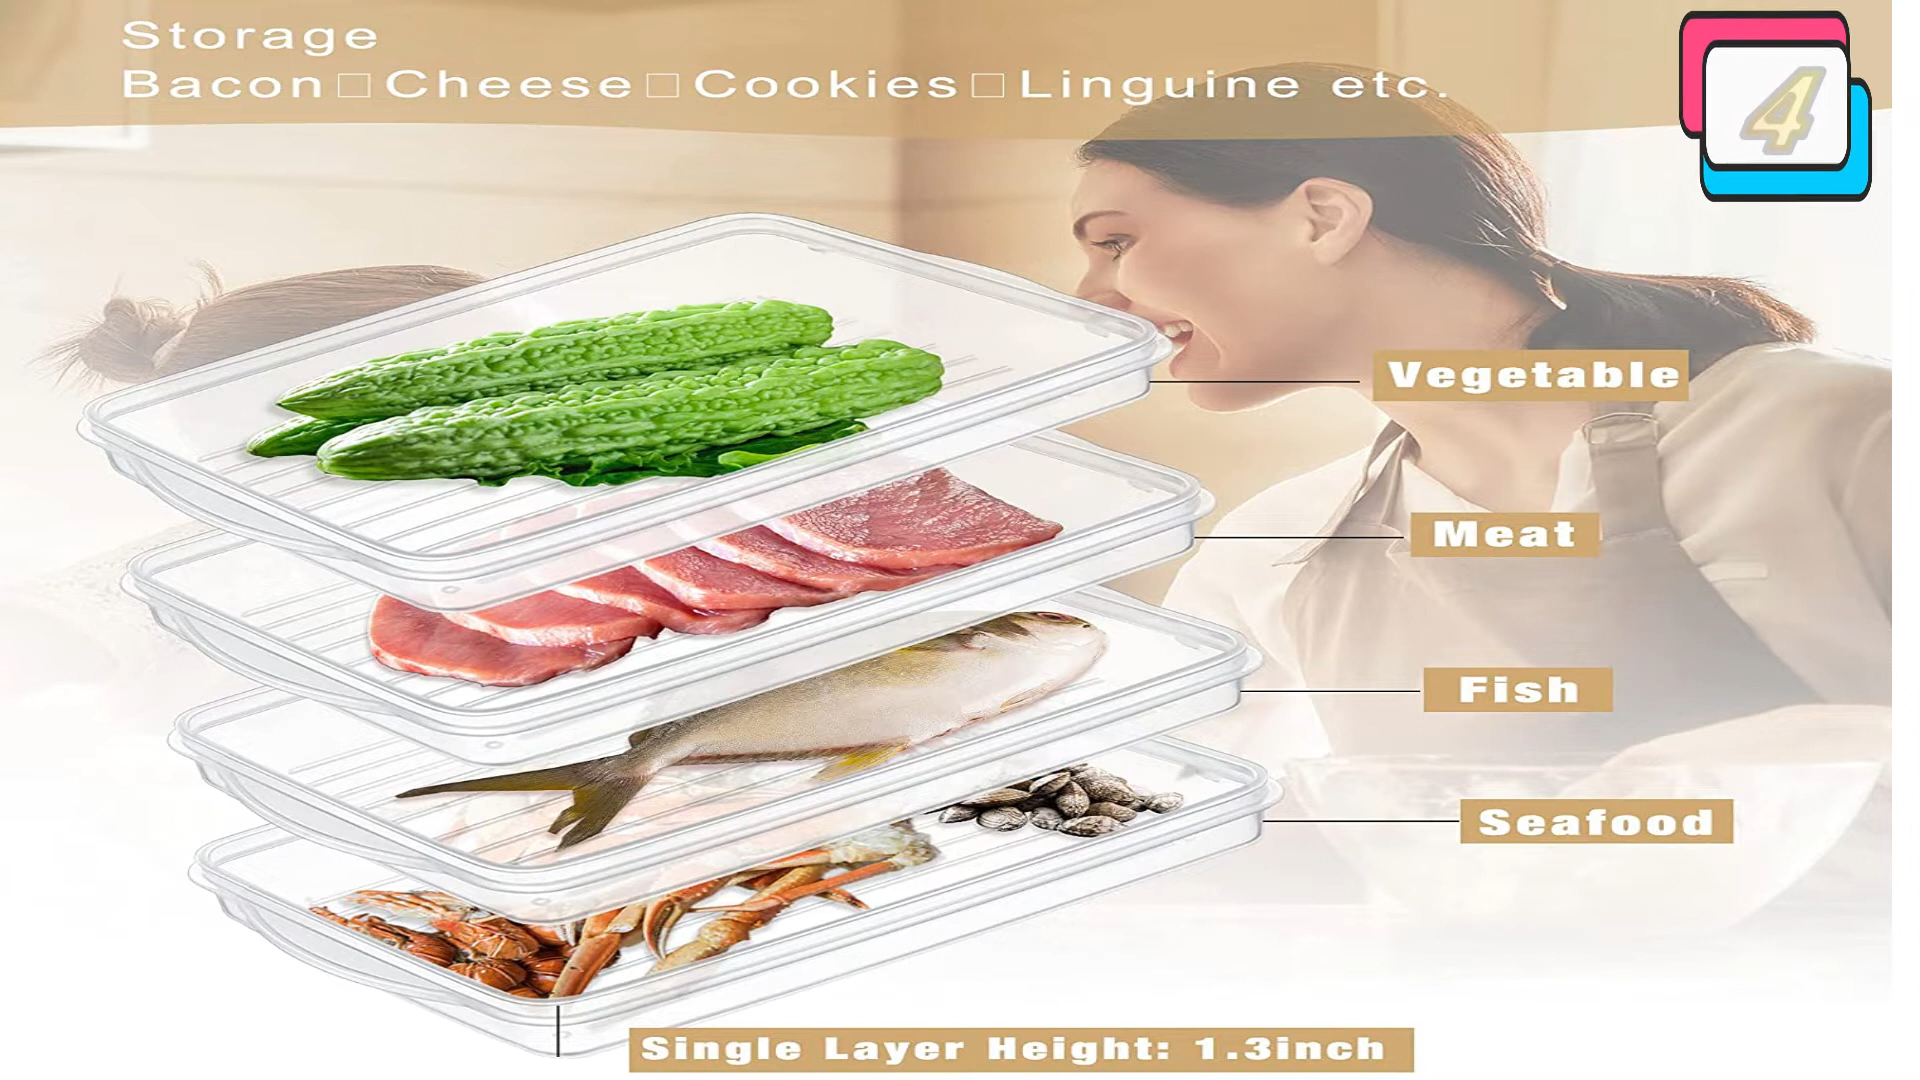 Storage
Bacon□Cheese□Cookies□Linguine etc.
4
Vegetable
Meat
Fish
Seafood
Single Layer Height: 1.3inch